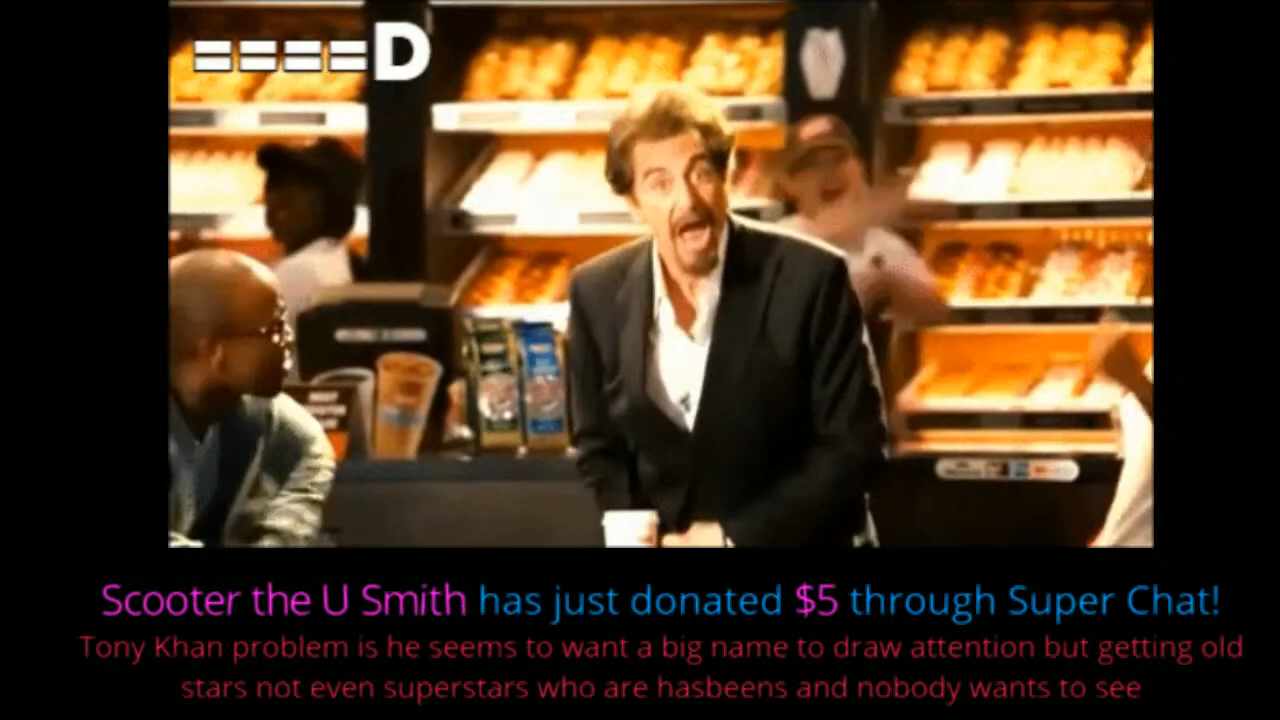 ====D
Scooter the U Smith has just donated $5 through Super Chat!
Tony Khan problem is he seems to want a big name to draw attention but getting old
stars not even superstars who are hasbeens and nobody wants to see